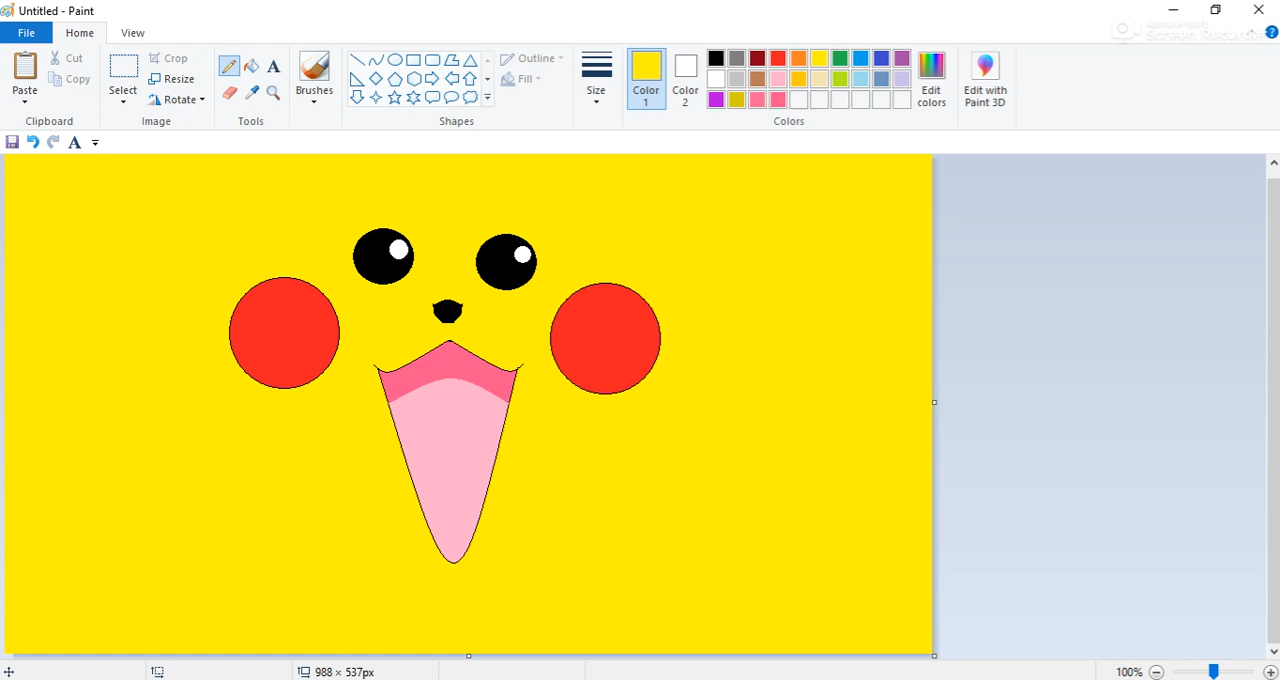 Untitled - Paint
File Home View
Paste
Cut
Copy
Clipboard
Select
Crop
Resize
Rotate
Image
Tools
Brushes
Shapes
Outline
Fill
Size
Color 1
Color 2
Colors
Edit colors
Edit with Paint 3D
988 × 537px
100%